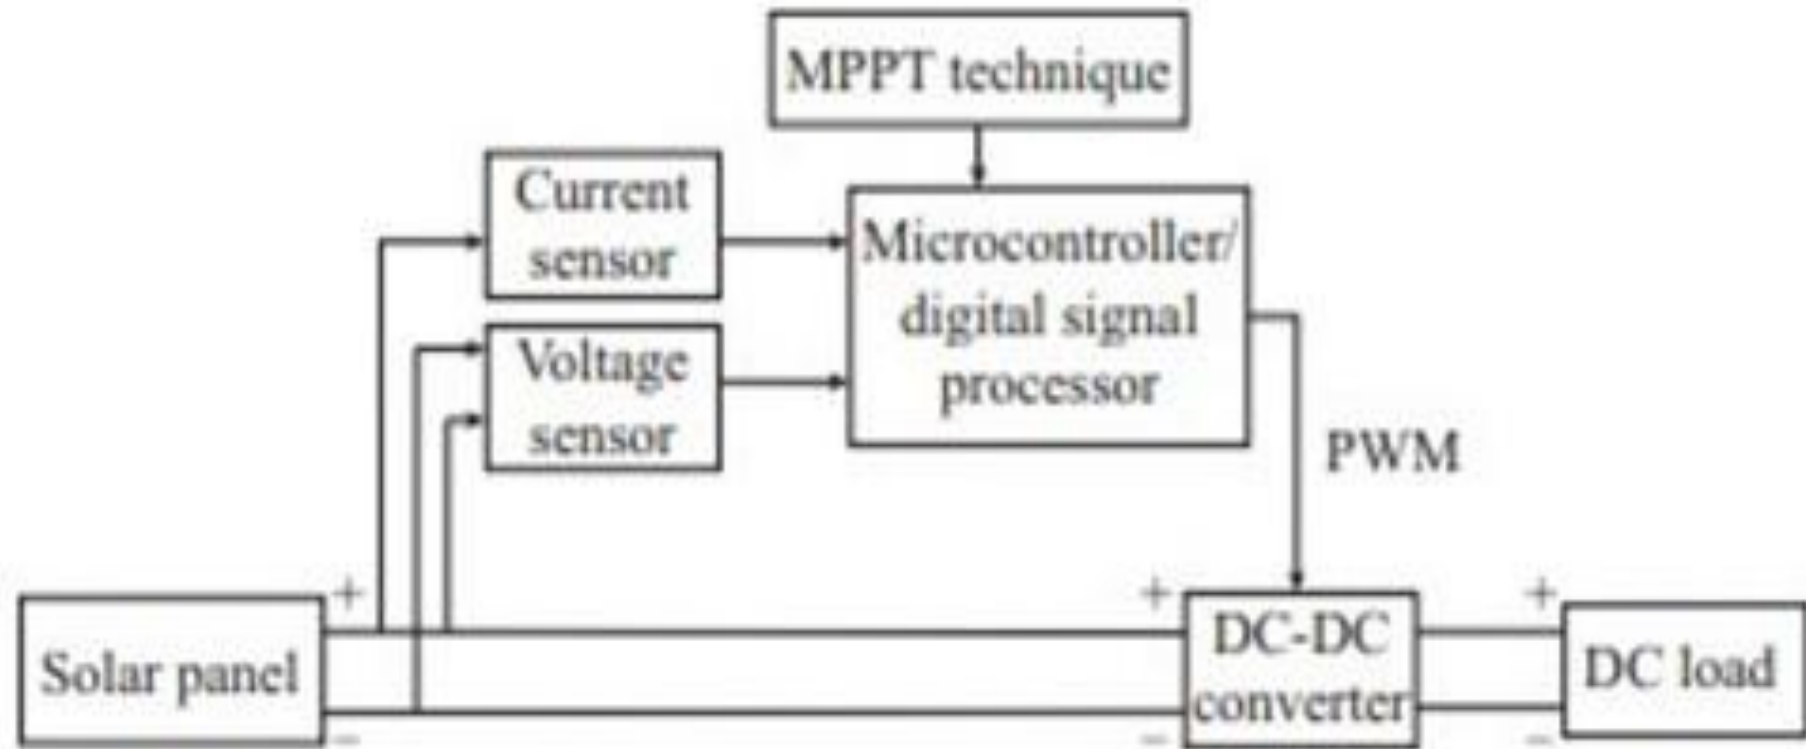 MPPT technique
Current
sensor
Microcontroller/
digital signal
processor
Voltage
sensor
PWM
+
+
+
Solar panel
DC-DC
converter
DC load
−
−
−